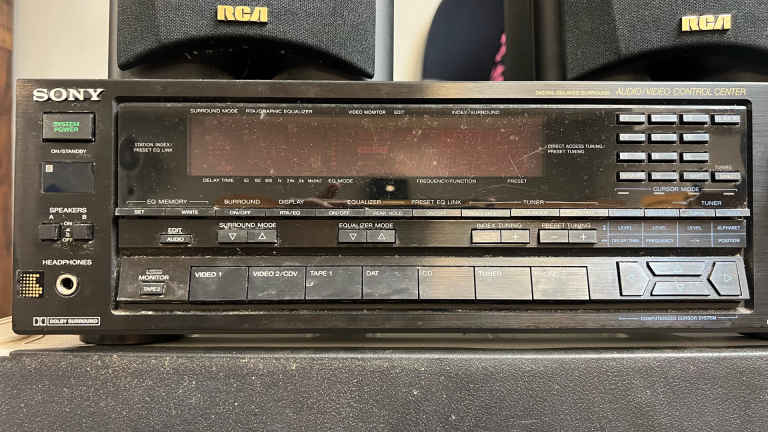 RCA
RCA
SONY
DIGITAL DELAYED SURROUND AUDIO/VIDEO CONTROL CENTER
SURROUND MODE RTA/GRAPHIC EQUALIZER VIDEO MONITOR EDIT INDEX/SURROUND
SYSTEM
POWER
ON/STANDBY
STATION INDEX/
PRESET EQ LINK
DIRECT ACCESS TUNING/
PRESET TUNING
DELAY TIME EQ MODE FREQUENCY/FUNCTION PRESET
TUNING
CURSOR MODE
EQ MEMORY SURROUND DISPLAY EQUALIZER PRESET EQ LINK TUNER TUNER
SET WRITE ON/OFF RTA/EQ ON/OFF PEAK HOLD
SPEAKERS
A B
ON
OFF
EDIT
AUDIO
SURROUND MODE
EQUALIZER MODE
INDEX TUNING
PRESET TUNING
- +
- +
LEVEL LEVEL LEVEL ALPHABET
DELAY TIME FREQUENCY POSITION
HEADPHONES
MONITOR
TAPE 2
VIDEO 1 VIDEO 2/CDV TAPE 1 DAT CD TUNER PHONO
DOLBY SURROUND
COMPUTERIZED CURSOR SYSTEM